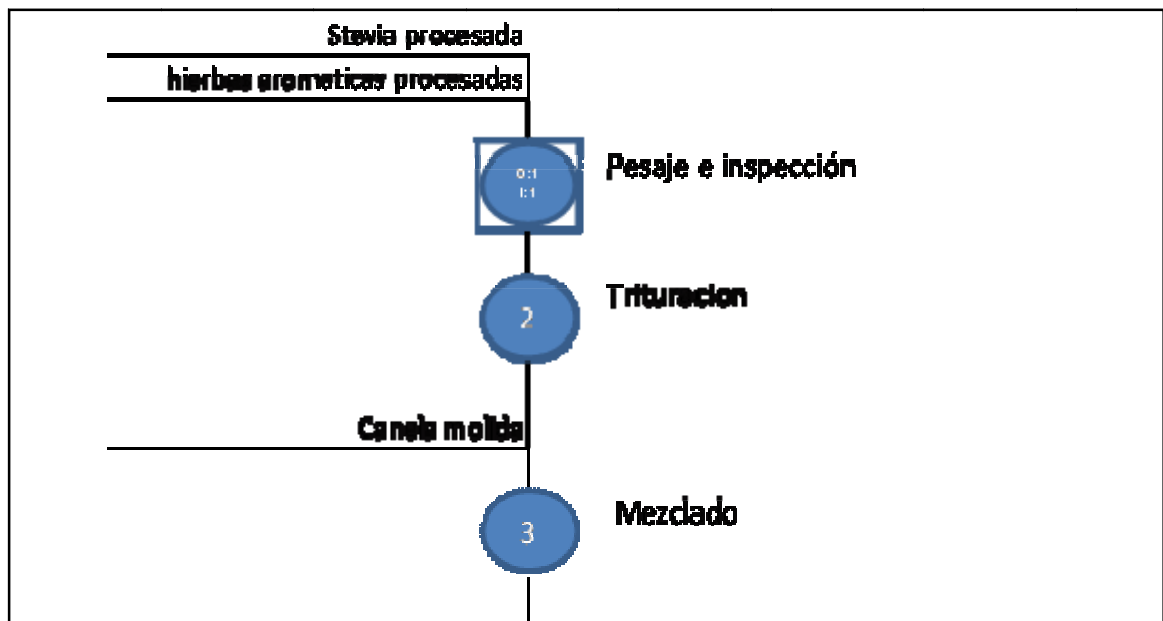 Stevia procesada
hierbas aromaticas procesadas
O:1
I:1
Pesaje e inspección
2
Trituracion
Canela molida
3
Mezclado